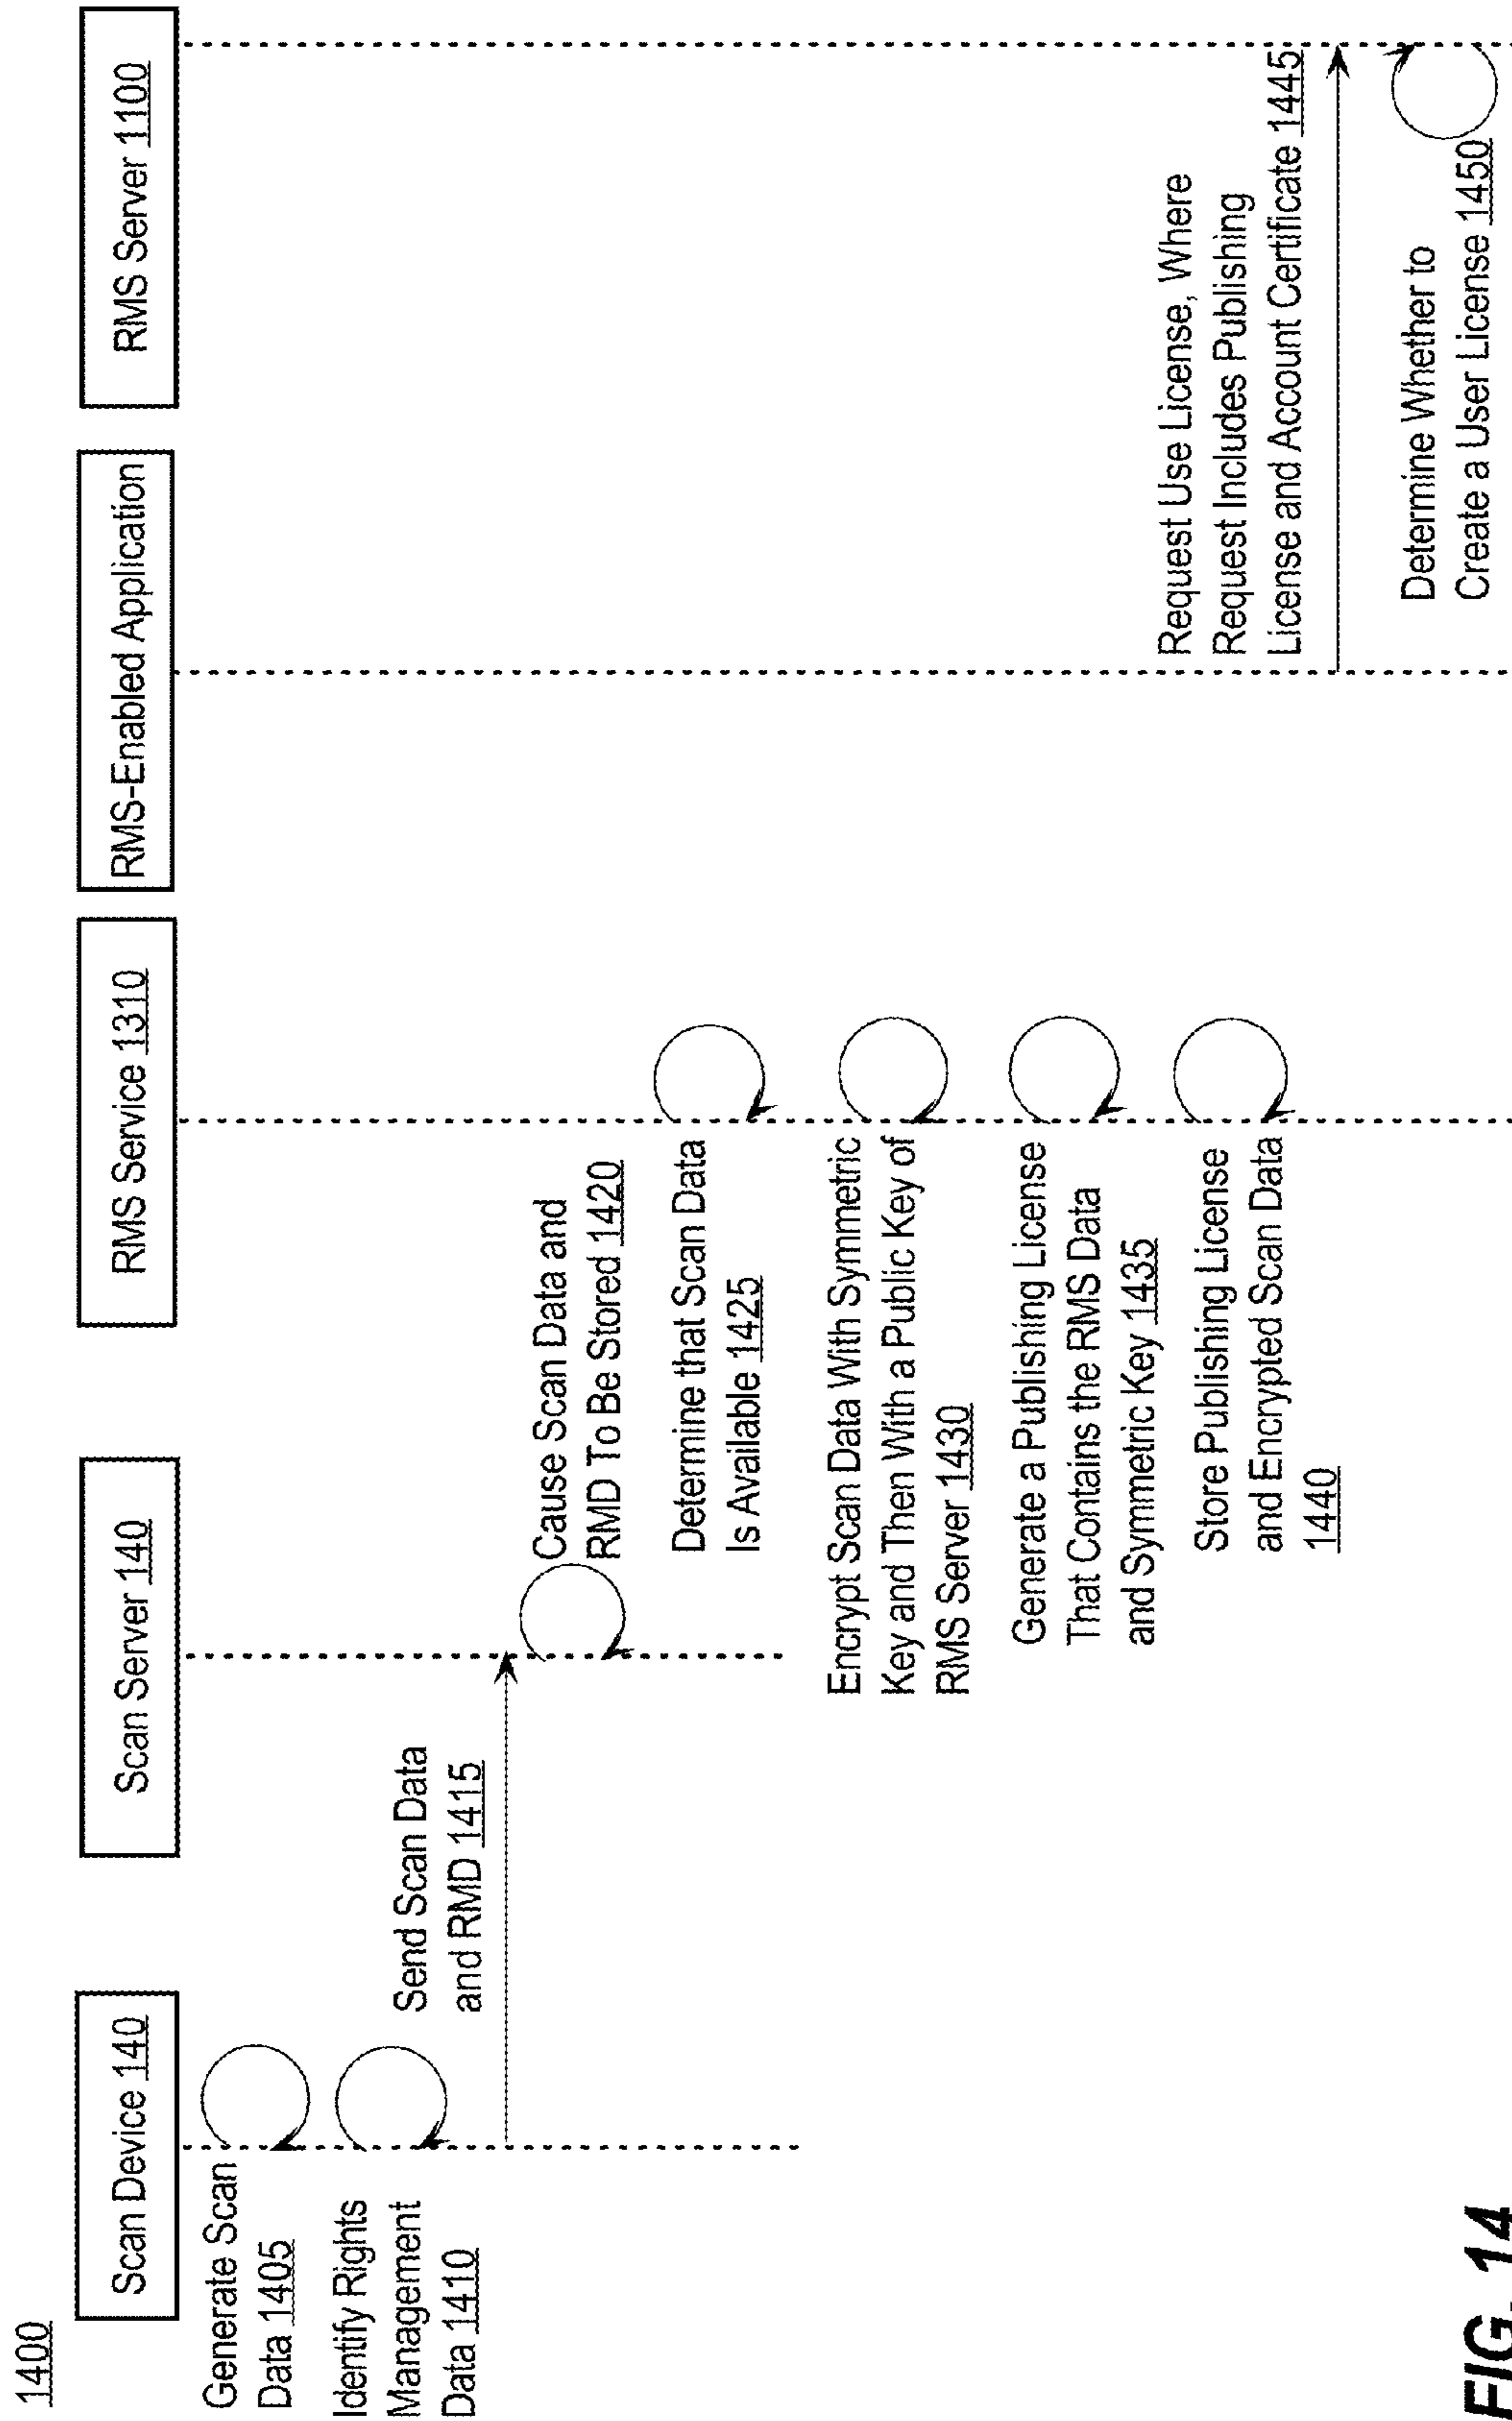 1400
Scan Device 140
Scan Server 140
RMS Service 1310
RMS-Enabled Application
RMS Server 1100
Generate Scan
Data 1405
Identify Rights
Management
Data 1410
Send Scan Data
and RMD 1415
Cause Scan Data and
RMD To Be Stored 1420
Determine that Scan Data
Is Available 1425
Encrypt Scan Data With Symmetric
Key and Then With a Public Key of
RMS Server 1430
Generate a Publishing License
That Contains the RMS Data
and Symmetric Key 1435
Store Publishing License
and Encrypted Scan Data
1440
Request Use License, Where
Request Includes Publishing
License and Account Certificate 1445
Determine Whether to
Create a User License 1450
FIG. 14